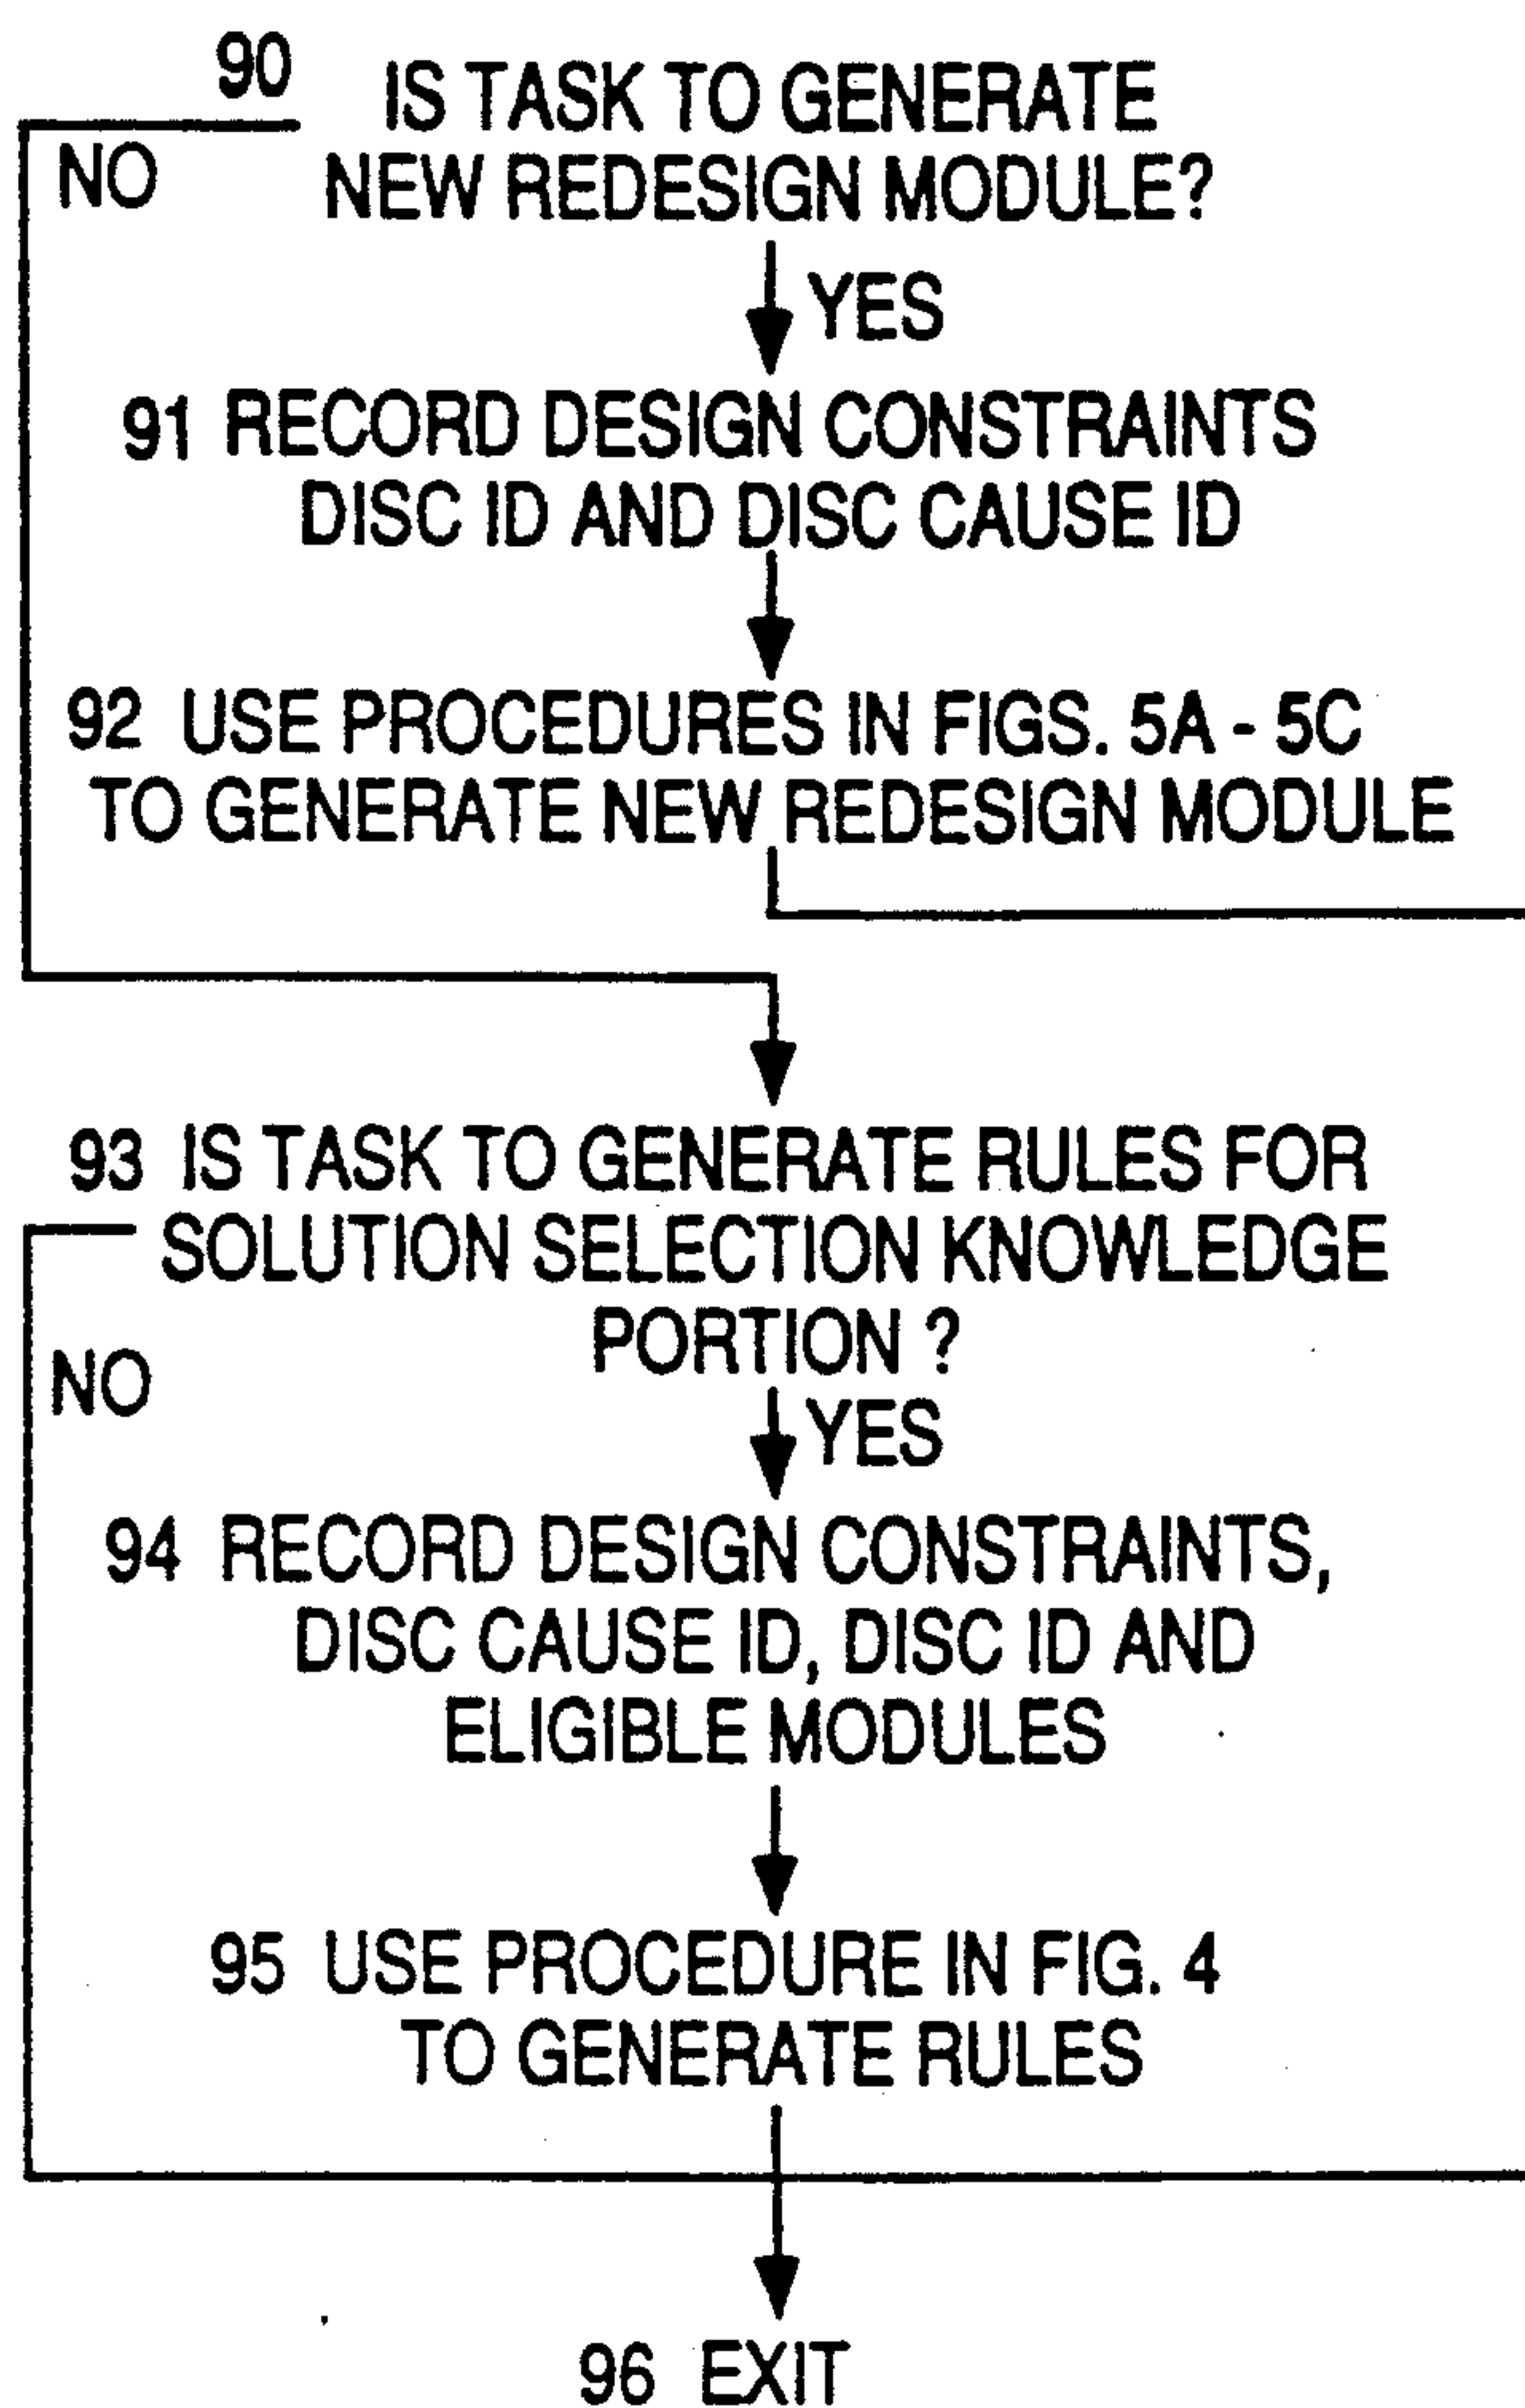 90 IS TASK TO GENERATE
NO NEW REDESIGN MODULE?
YES
91 RECORD DESIGN CONSTRAINTS
DISC ID AND DISC CAUSE ID
92 USE PROCEDURES IN FIGS. 5A - 5C
TO GENERATE NEW REDESIGN MODULE
93 IS TASK TO GENERATE RULES FOR
SOLUTION SELECTION KNOWLEDGE
PORTION ?
NO
YES
94 RECORD DESIGN CONSTRAINTS,
DISC CAUSE ID, DISC ID AND
ELIGIBLE MODULES
95 USE PROCEDURE IN FIG. 4
TO GENERATE RULES
96 EXIT